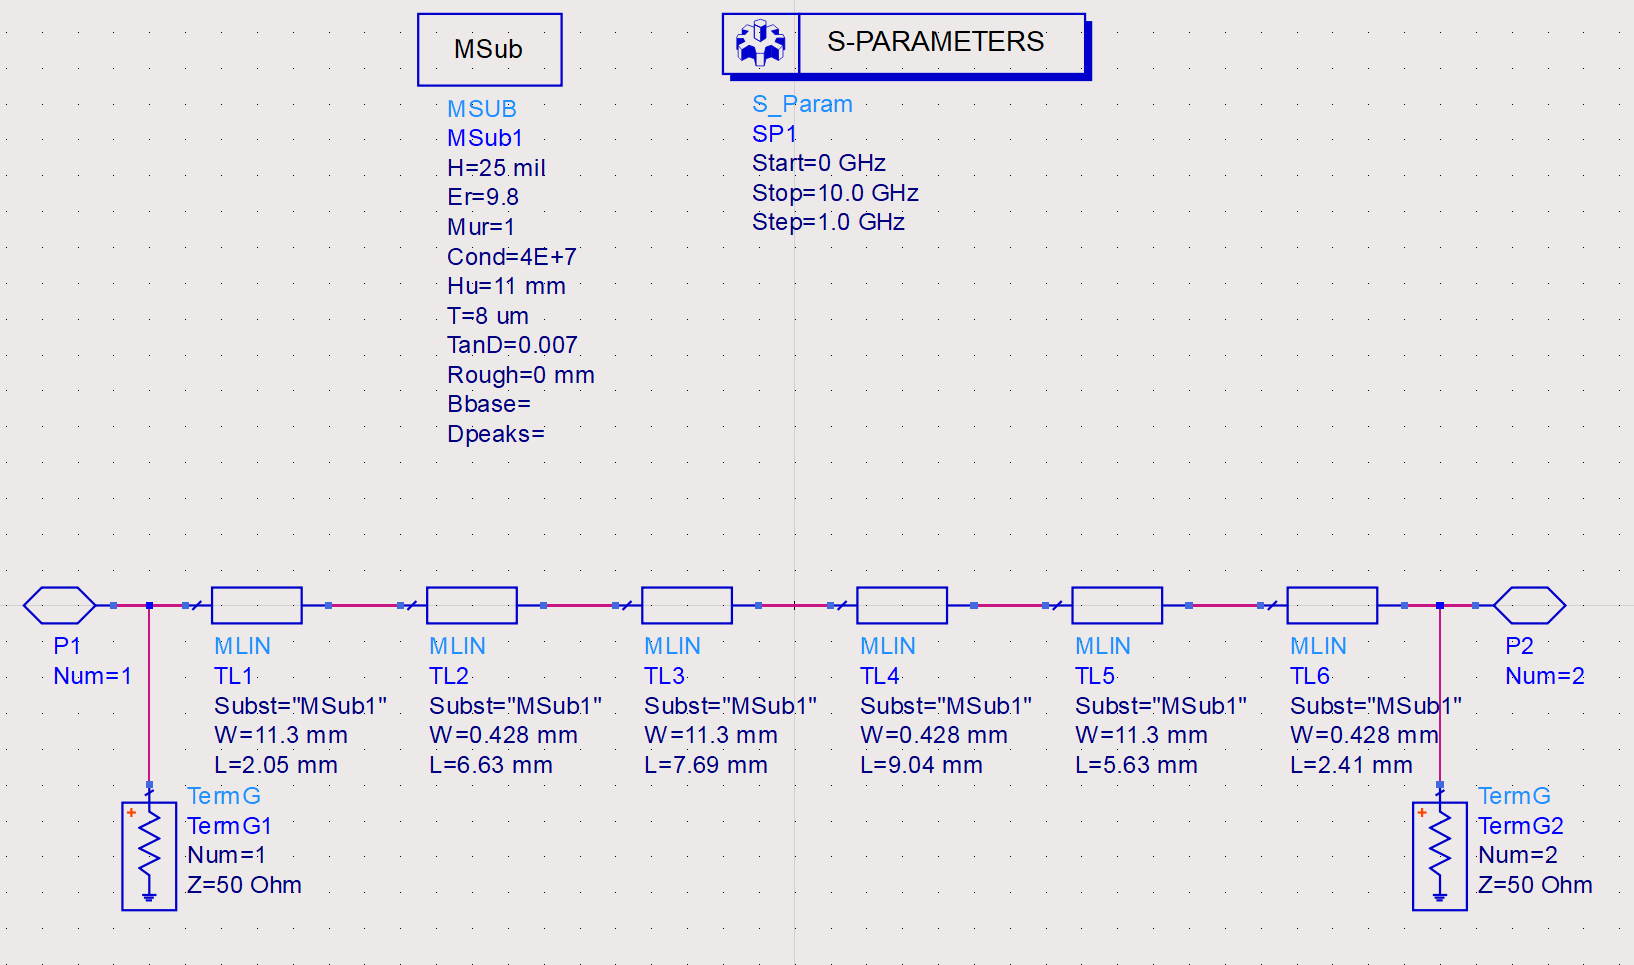 MSub
MSUB
MSub1
H=25 mil
Er=9.8
Mur=1
Cond=4E+7
Hu=11 mm
T=8 um
TanD=0.007
Rough=0 mm
Bbase=
Dpeaks=
S-PARAMETERS
S_Param
SP1
Start=0 GHz
Stop=10.0 GHz
Step=1.0 GHz
P1
Num=1
MLIN
TL1
Subst="MSub1"
W=11.3 mm
L=2.05 mm
MLIN
TL2
Subst="MSub1"
W=0.428 mm
L=6.63 mm
MLIN
TL3
Subst="MSub1"
W=11.3 mm
L=7.69 mm
MLIN
TL4
Subst="MSub1"
W=0.428 mm
L=9.04 mm
MLIN
TL5
Subst="MSub1"
W=11.3 mm
L=5.63 mm
MLIN
TL6
Subst="MSub1"
W=0.428 mm
L=2.41 mm
P2
Num=2
+
TermG
TermG1
Num=1
Z=50 Ohm
+
TermG
TermG2
Num=2
Z=50 Ohm